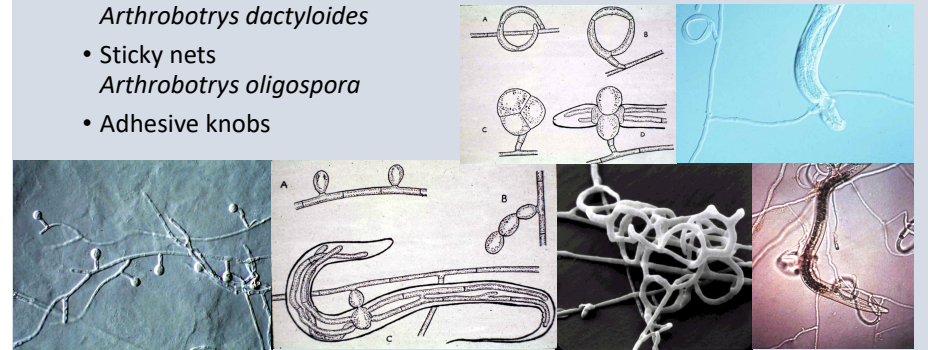 Arthrobotrys dactyloides
• Sticky nets
Arthrobotrys oligospora
• Adhesive knobs
A
B
C
D
A
B
C